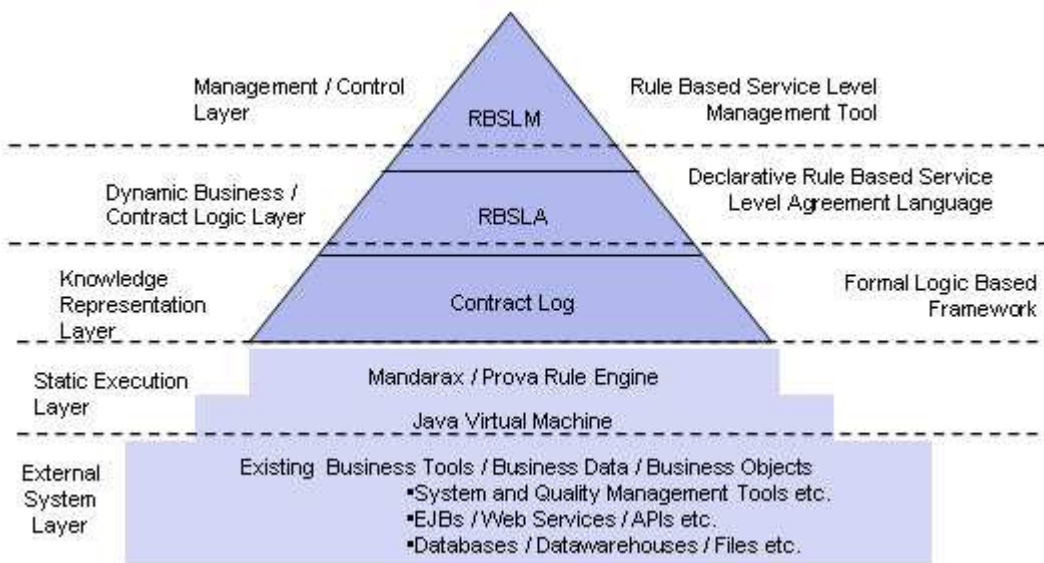 Management / Control
Layer
RBSLM
Rule Based Service Level
Management Tool
Dynamic Business /
Contract Logic Layer
RBSLA
Declarative Rule Based Service
Level Agreement Language
Knowledge
Representation
Layer
Contract Log
Formal Logic Based
Framework
Static Execution
Layer
Mandarax / Prova Rule Engine
Java Virtual Machine
External
System
Layer
Existing Business Tools / Business Data / Business Objects
▪System and Quality Management Tools etc.
▪EJBs / Web Services / APIs etc.
▪Databases / Datawarehouses / Files etc.